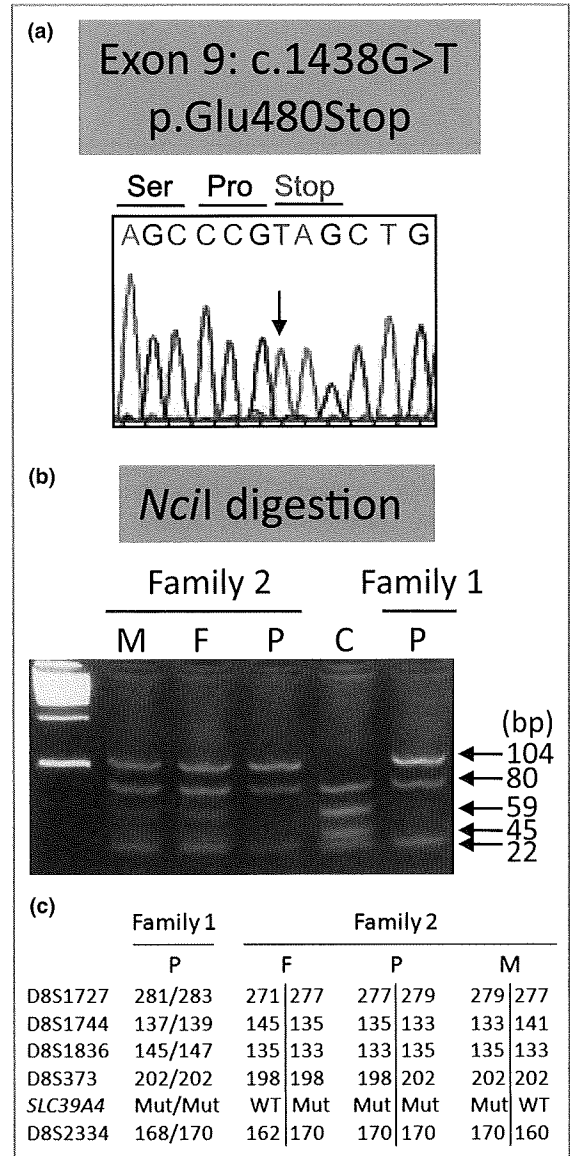 (a)
Exon 9: c.1438G>T
p.Glu480Stop
Ser Pro Stop
AGCCCGTAGCTG
(b)
NciI digestion
Family 2 Family 1
M F P C P
(bp)
104
80
59
45
22
(c)
Family 1 Family 2
P F P M
D8S1727 281/283 271 277 277 279 279 277
D8S1744 137/139 145 135 135 133 133 141
D8S1836 145/147 135 133 133 135 135 133
D8S373 202/202 198 198 198 202 202 202
SLC39A4 Mut/Mut WT Mut Mut Mut Mut WT
D8S2334 168/170 162 170 170 170 170 160